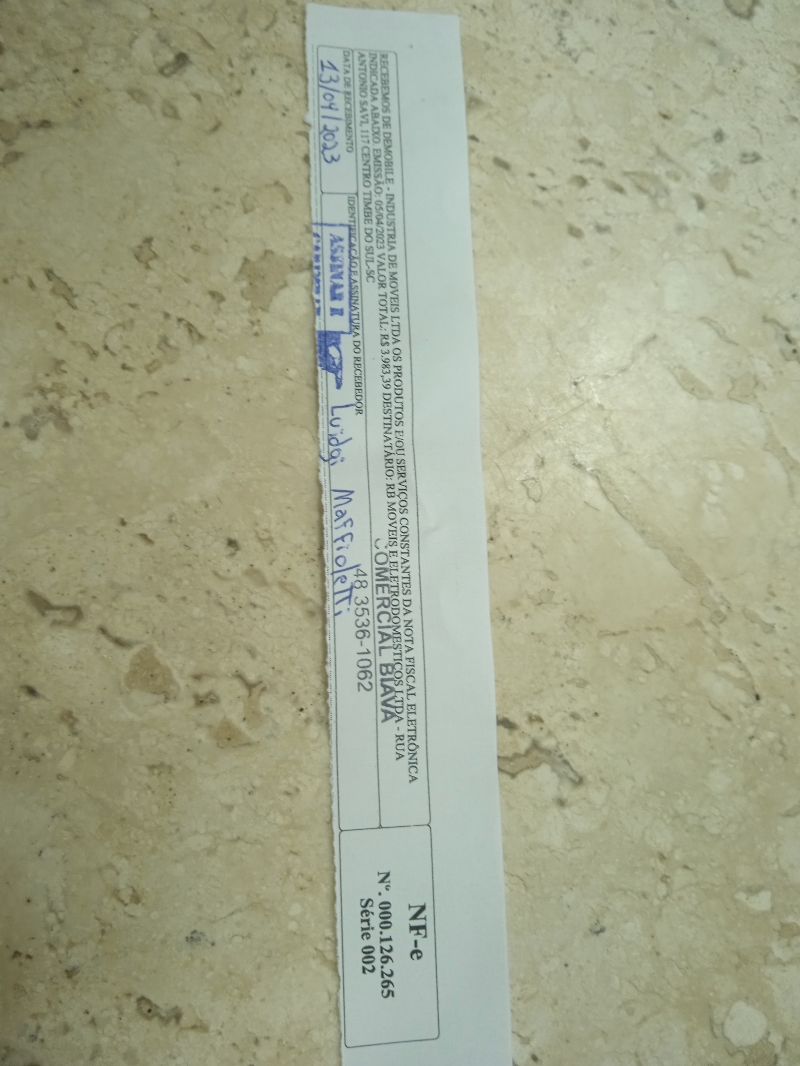 RECEBEMOS DE DEMOBILE - INDUSTRIA DE MOVEIS LTDA OS PRODUTOS E/OU SERVIÇOS CONSTANTES DA NOTA FISCAL ELETRÔNICA
INDICADA ABAIXO. EMISSÃO: 05/04/2023 VALOR TOTAL: R$ 3.983,39 DESTINATÁRIO: RB MOVEIS E ELETRODOMESTICOS LTDA - RUA
ANTONIO SAVI, 117 CENTRO TIMBE DO SUL-SC
COMERCIAL BIAVA
48 3536-1062
DATA DE RECEBIMENTO
13/04/2023
IDENTIFICAÇÃO E ASSINATURA DO RECEBEDOR
ASSINAR E
Luidgi Maffioletti
NF-e
Nº. 000.126.265
Série 002